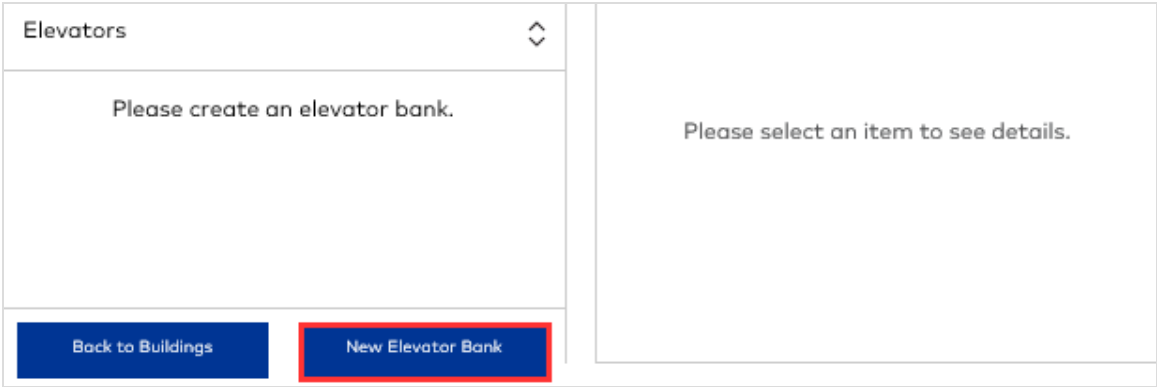 Elevators
Please create an elevator bank.
Please select an item to see details.
Back to Buildings
New Elevator Bank